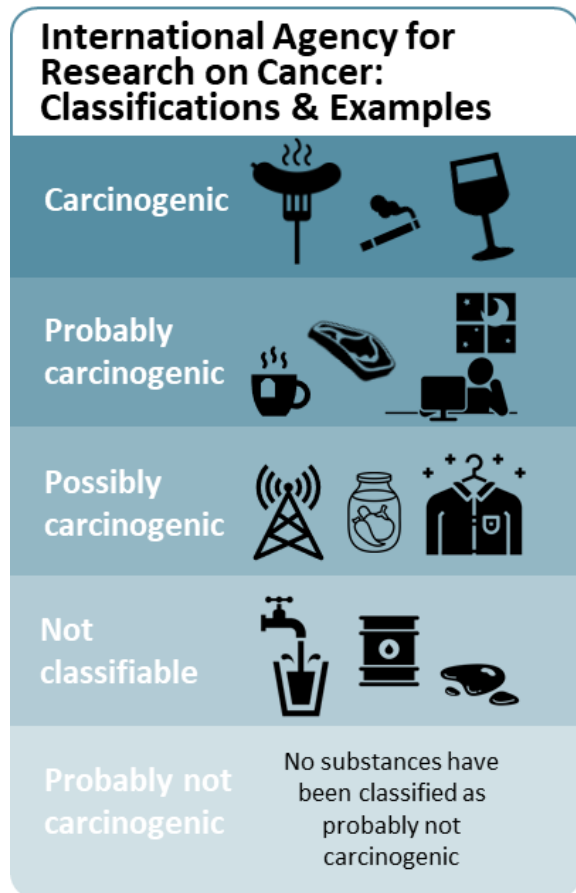 International Agency for
Research on Cancer:
Classifications & Examples
Carcinogenic
Probably
carcinogenic
Possibly
carcinogenic
Not
classifiable
Probably not
carcinogenic
No substances have
been classified as
probably not
carcinogenic